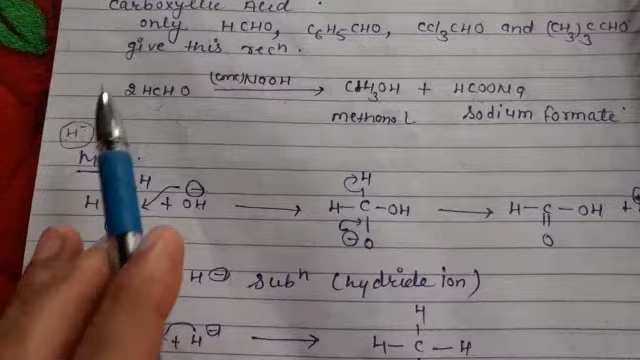 Carboxyllic Acid.
only HCHO, C6H5CHO, CCl3CHO and (CH3)3CCHO
give this recn.
2HCHO (conc)NaOH → CH3OH + HCOONa
methanol Sodium formate
H⊖
H
H + ⊖OH → H-C-OH → H-C-OH +
H
⊖O
O
H⊖ subn (hydride ion)
+ H⊖ → H-C-H
H